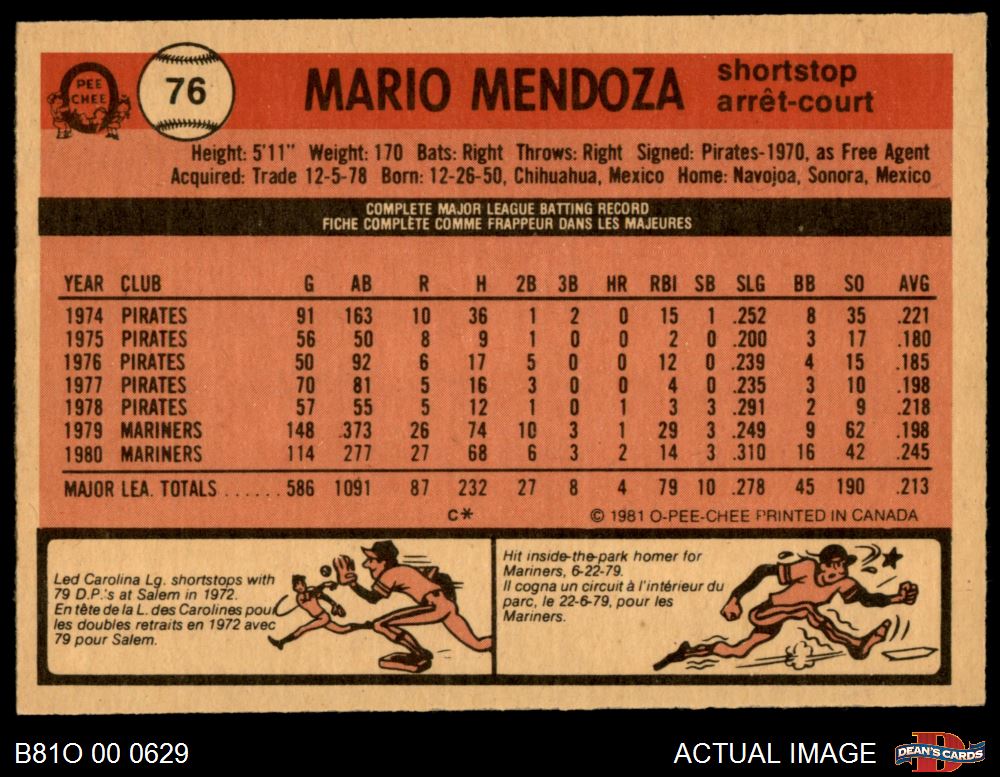 PEE
CHEE
76
MARIO MENDOZA
shortstop
arrêt-court
Height: 5'11" Weight: 170 Bats: Right Throws: Right Signed: Pirates-1970, as Free Agent
Acquired: Trade 12-5-78 Born: 12-26-50, Chihuahua, Mexico Home: Navojoa, Sonora, Mexico
COMPLETE MAJOR LEAGUE BATTING RECORD
FICHE COMPLÈTE COMME FRAPPEUR DANS LES MAJEURES
YEAR CLUB G AB R H 2B 3B HR RBI SB SLG BB SO AVG
1974 PIRATES 91 163 10 36 1 2 0 15 1 .252 8 35 .221
1975 PIRATES 56 50 8 9 1 0 0 2 0 .200 3 17 .180
1976 PIRATES 50 92 6 17 5 0 0 12 0 .239 4 15 .185
1977 PIRATES 70 81 5 16 3 0 0 4 0 .235 3 10 .198
1978 PIRATES 57 55 5 12 1 0 1 3 3 .291 2 9 .218
1979 MARINERS 148 .373 26 74 10 3 1 29 3 .249 9 62 .198
1980 MARINERS 114 277 27 68 6 3 2 14 3 .310 16 42 .245
MAJOR LEA. TOTALS ...... 586 1091 87 232 27 8 4 79 10 .278 45 190 .213
C* © 1981 O-PEE-CHEE PRINTED IN CANADA
Led Carolina Lg. shortstops with
79 D.P.'s at Salem in 1972.
En tête de la L. des Carolines pour
les doubles retraits en 1972 avec
79 pour Salem.
Hit inside-the-park homer for
Mariners, 6-22-79.
Il cogna un circuit à l'intérieur du
parc, le 22-6-79, pour les
Mariners.
B81O 00 0629
ACTUAL IMAGE
DEAN'S CARDS